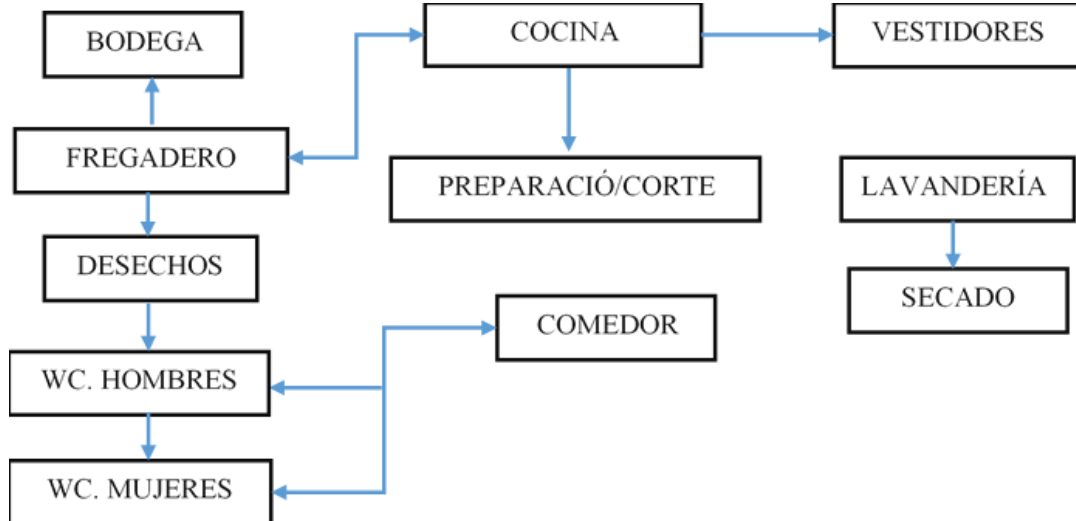 BODEGA
COCINA
VESTIDORES
FREGADERO
PREPARACIÓ/CORTE
LAVANDERÍA
DESECHOS
SECADO
COMEDOR
WC. HOMBRES
WC. MUJERES